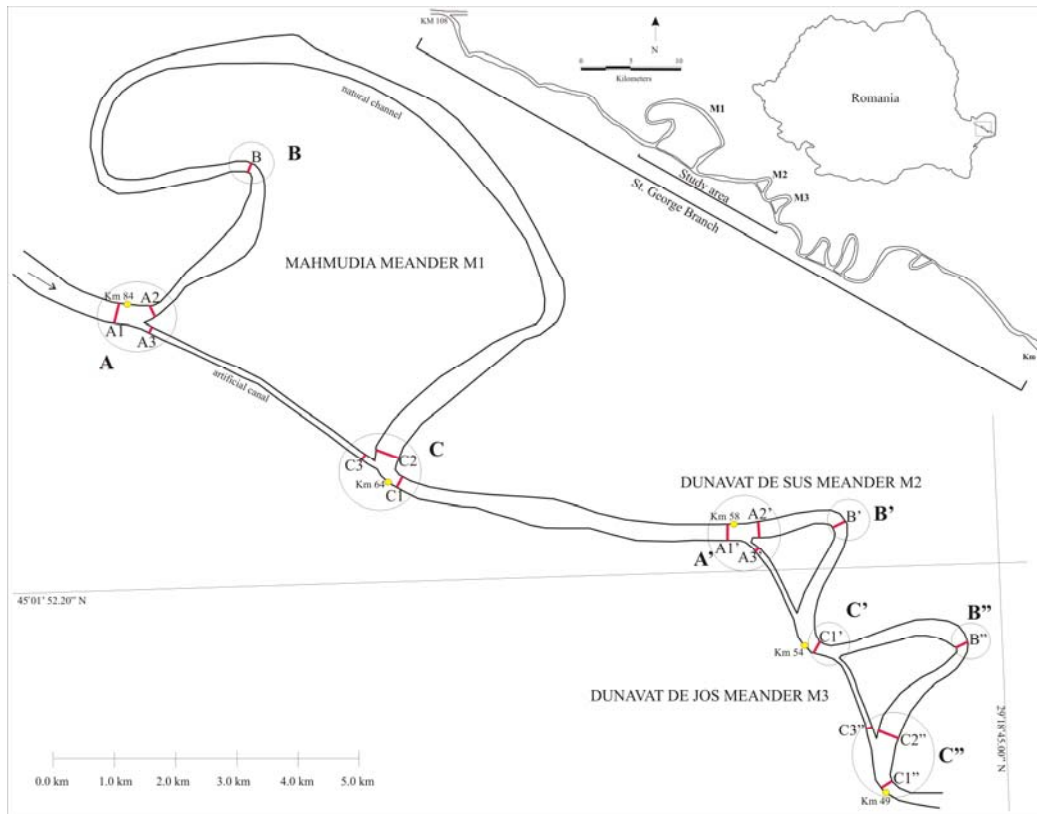 KM 108
N
0 5 10
Kilometers
M1
Romania
M2
M3
Study area
St. George Branch
Km
natural channel
B
B
MAHMUDIA MEANDER M1
Km 84
A2
A1
A3
A
artificial canal
C
C3
C2
Km 64
C1
DUNAVAT DE SUS MEANDER M2
Km 58
A2'
B'
B'
A1'
A3'
A'
45°01' 52.20" N
C'
B"
C1'
B"
Km 54
DUNAVAT DE JOS MEANDER M3
29°18'45.00" N
C3"
C2"
C"
C1"
Km 49
0.0 km 1.0 km 2.0 km 3.0 km 4.0 km 5.0 km